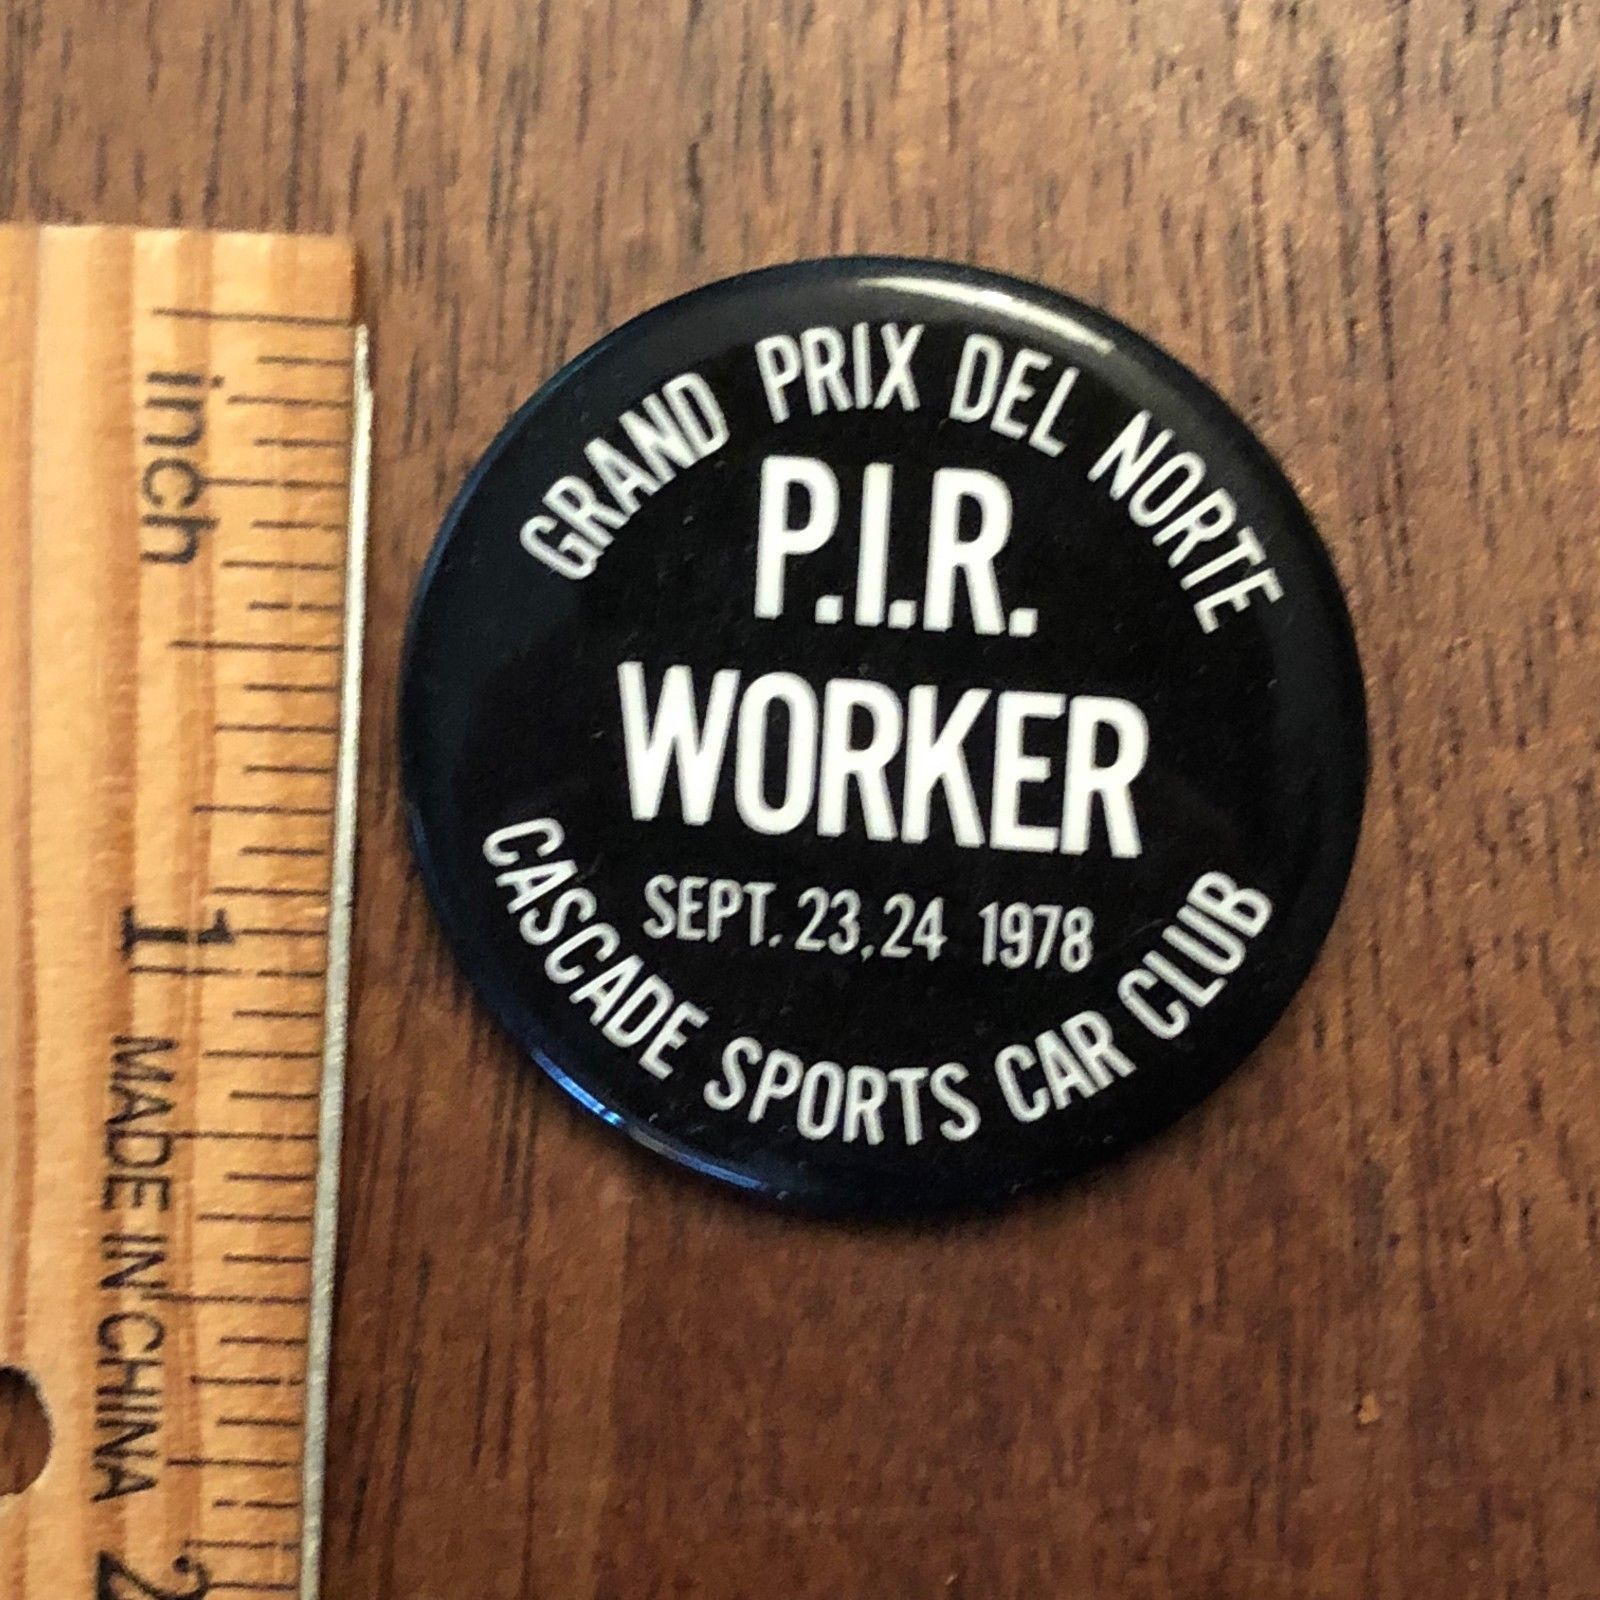 GRAND PRIX DEL NORTE
P.I.R.
WORKER
SEPT. 23,24 1978
CASCADE SPORTS CAR CLUB
inch
1
MADE IN CHINA
2